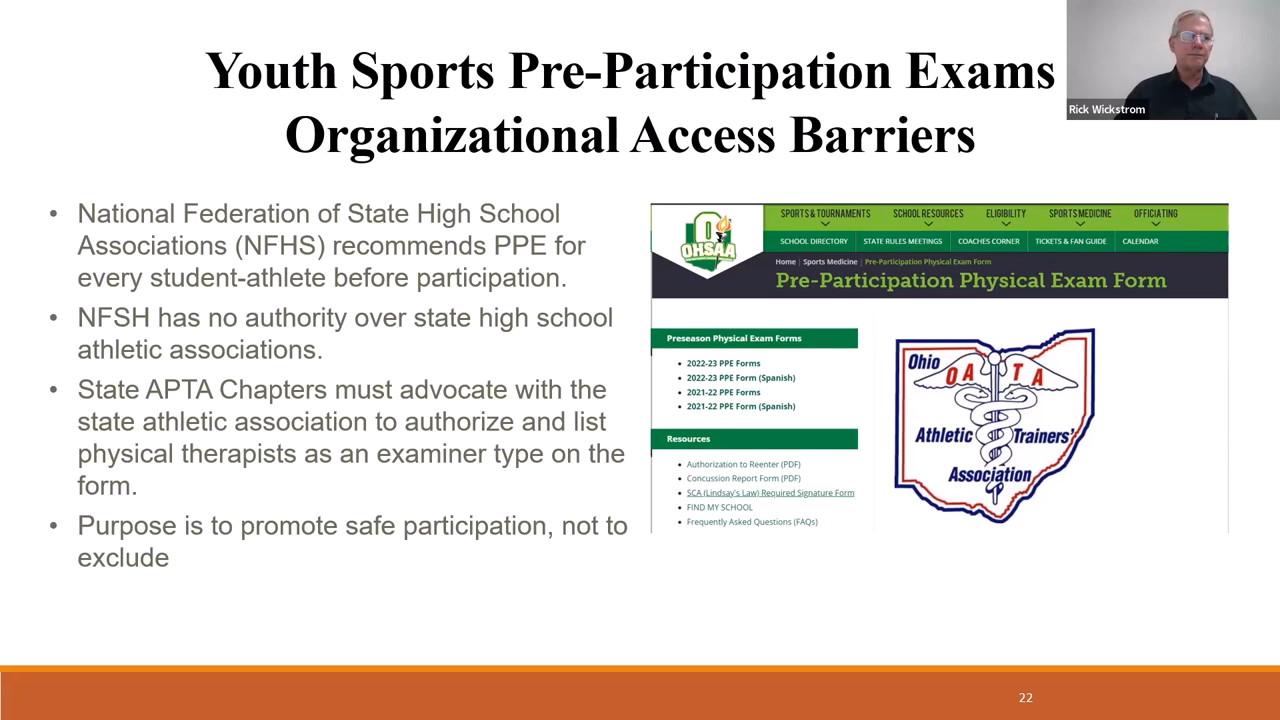 Youth Sports Pre-Participation Exams
Organizational Access Barriers
Rick Wickstrom
• National Federation of State High School
Associations (NFHS) recommends PPE for
every student-athlete before participation.
• NFSH has no authority over state high school
athletic associations.
• State APTA Chapters must advocate with the
state athletic association to authorize and list
physical therapists as an examiner type on the
form.
• Purpose is to promote safe participation, not to
exclude
OHSAA
SPORTS & TOURNAMENTS SCHOOL RESOURCES ELIGIBILITY SPORTS MEDICINE OFFICIATING
SCHOOL DIRECTORY STATE RULES MEETINGS COACHES CORNER TICKETS & FAN GUIDE CALENDAR
Home | Sports Medicine | Pre-Participation Physical Exam Form
Pre-Participation Physical Exam Form
Preseason Physical Exam Forms
• 2022-23 PPE Forms
• 2022-23 PPE Form (Spanish)
• 2021-22 PPE Forms
• 2021-22 PPE Form (Spanish)
Resources
• Authorization to Reenter (PDF)
• Concussion Report Form (PDF)
• SCA (Lindsay's Law) Required Signature Form
• FIND MY SCHOOL
• Frequently Asked Questions (FAQs)
Ohio
OATA
Athletic Trainers'
Association
22